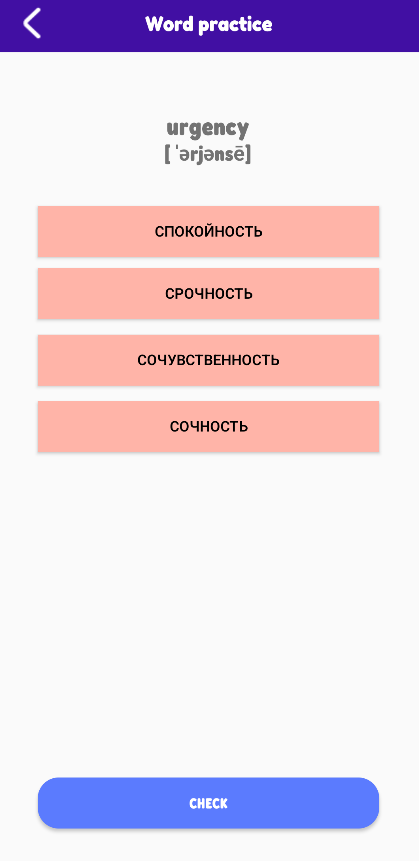 Word practice
urgency
[ ˈərjənsē]
СПОКОЙНОСТЬ
СРОЧНОСТЬ
СОЧУВСТВЕННОСТЬ
СОЧНОСТЬ
CHECK